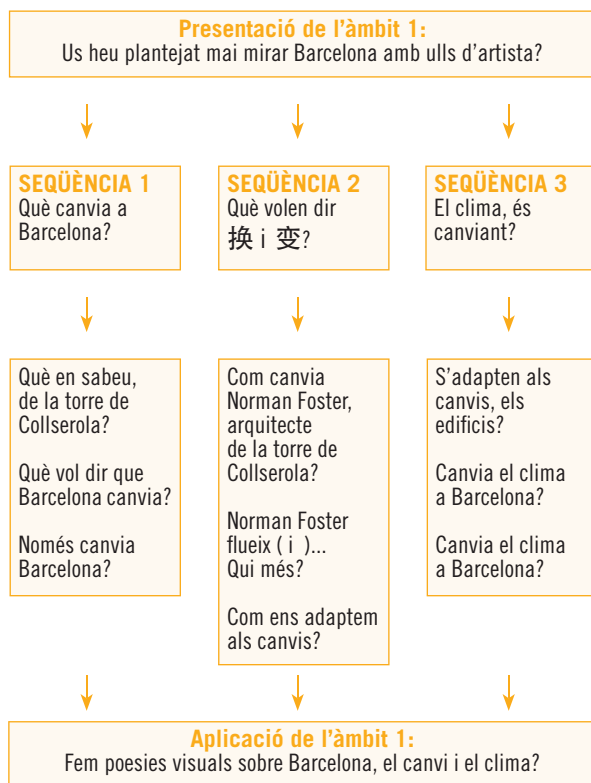 Presentació de l'àmbit 1:
Us heu plantejat mai mirar Barcelona amb ulls d'artista?
SEQÜÈNCIA 1
Què canvia a
Barcelona?
SEQÜÈNCIA 2
Què volen dir
换 i 变?
SEQÜÈNCIA 3
El clima, és
canviant?
Què en sabeu,
de la torre de
Collserola?
Què vol dir que
Barcelona canvia?
Només canvia
Barcelona?
Com canvia
Norman Foster,
arquitecte
de la torre de
Collserola?
Norman Foster
flueix ( i )...
Qui més?
Com ens adaptem
als canvis?
S'adapten als
canvis, els
edificis?
Canvia el clima
a Barcelona?
Canvia el clima
a Barcelona?
Aplicació de l'àmbit 1:
Fem poesies visuals sobre Barcelona, el canvi i el clima?